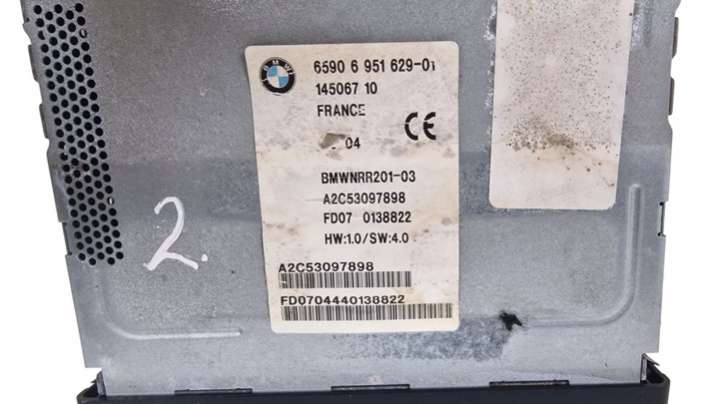 BMW
6590 6 951 629-01
145067 10
FRANCE
04
CE
BMWNRR201-03
A2C53097898
FD07 0138822
HW:1.0/SW:4.0
A2C53097898
FD0704440138822
2.